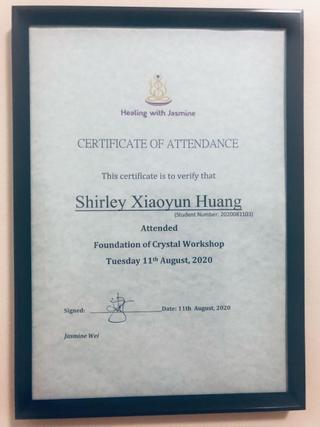 Healing with Jasmine
CERTIFICATE OF ATTENDANCE
This certificate is to verify that
Shirley Xiaoyun Huang
(Student Number: 2020081103)
Attended
Foundation of Crystal Workshop
Tuesday 11th August, 2020
Signed: Date: 11th August, 2020
Jasmine Wei